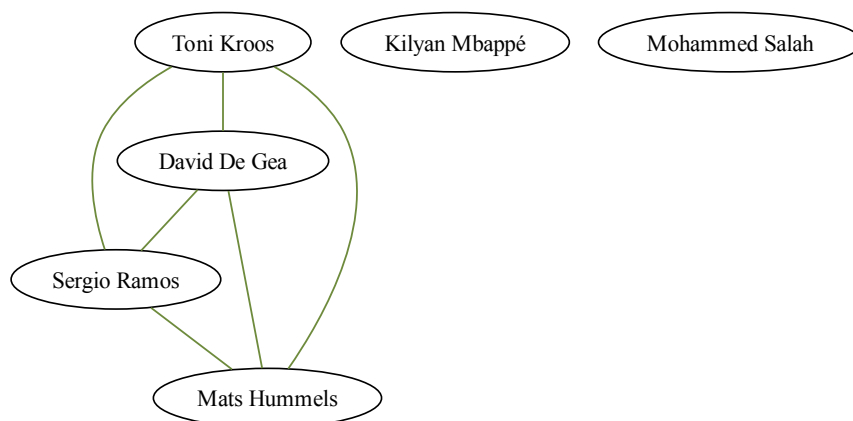 Toni Kroos
Kilyan Mbappé
Mohammed Salah
David De Gea
Sergio Ramos
Mats Hummels